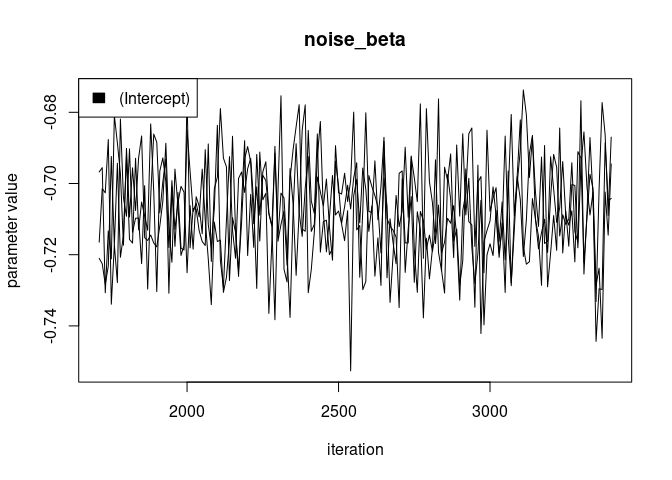 noise_beta
(Intercept)
parameter value
-0.68
-0.70
-0.72
-0.74
2000
2500
3000
iteration